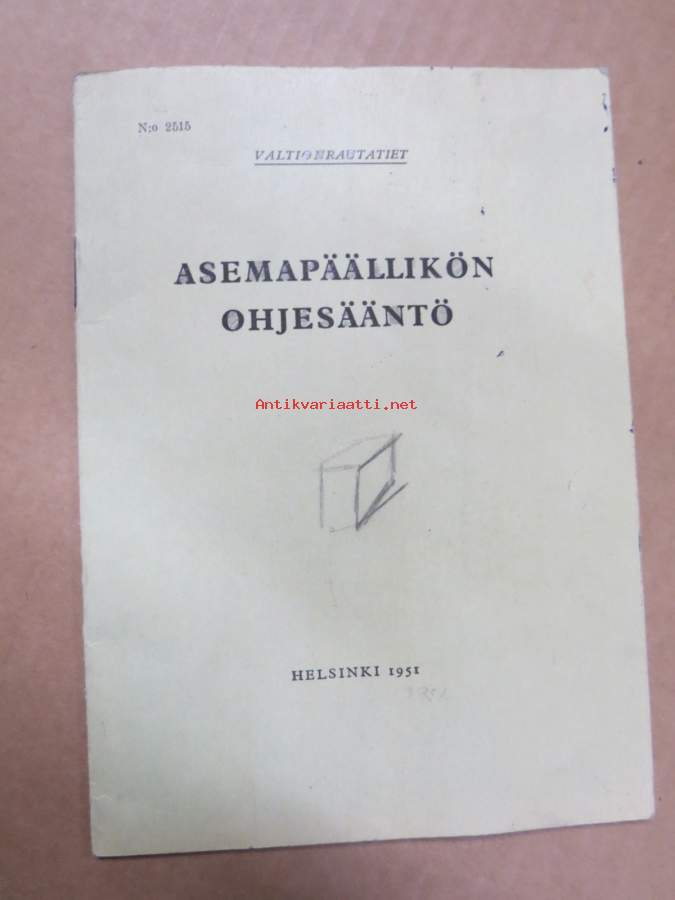 N:o 2515
VALTIONRAUTATIET
ASEMAPÄÄLLIKÖN
OHJESÄÄNTÖ
Antikvariaatti.net
HELSINKI 1951